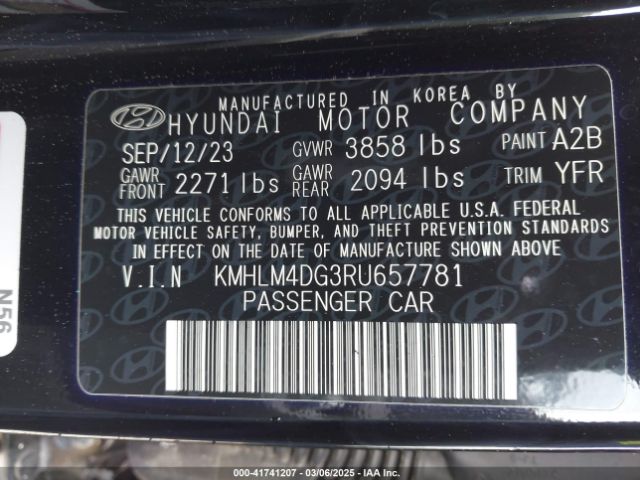 MANUFACTURED IN KOREA BY
HYUNDAI MOTOR COMPANY
SEP/12/23 GVWR 3858 lbs PAINT A2B
GAWR FRONT 2271 lbs GAWR REAR 2094 lbs TRIM YFR
THIS VEHICLE CONFORMS TO ALL APPLICABLE U.S.A. FEDERAL
MOTOR VEHICLE SAFETY, BUMPER, AND THEFT PREVENTION STANDARDS
IN EFFECT ON THE DATE OF MANUFACTURE SHOWN ABOVE
V.I.N KMHLM4DG3RU657781
PASSENGER CAR
N56
000-41741207 | 03/06/2025 | IAA Inc.